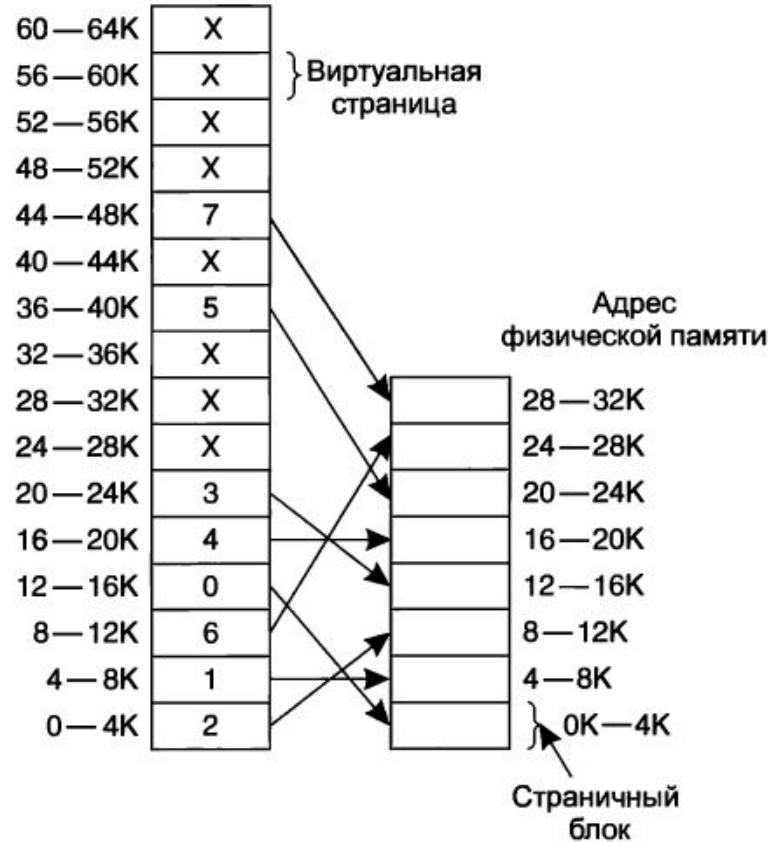 60—64K X
56—60K X Виртуальная
страница
52—56K X
48—52K X
44—48K 7
40—44K X
36—40K 5
Адрес
физической памяти
32—36K X
28—32K X 28—32K
24—28K X 24—28K
20—24K 3 20—24K
16—20K 4 16—20K
12—16K 0 12—16K
8—12K 6 8—12K
4—8K 1 4—8K
0—4K 2 0K—4K
Страничный
блок